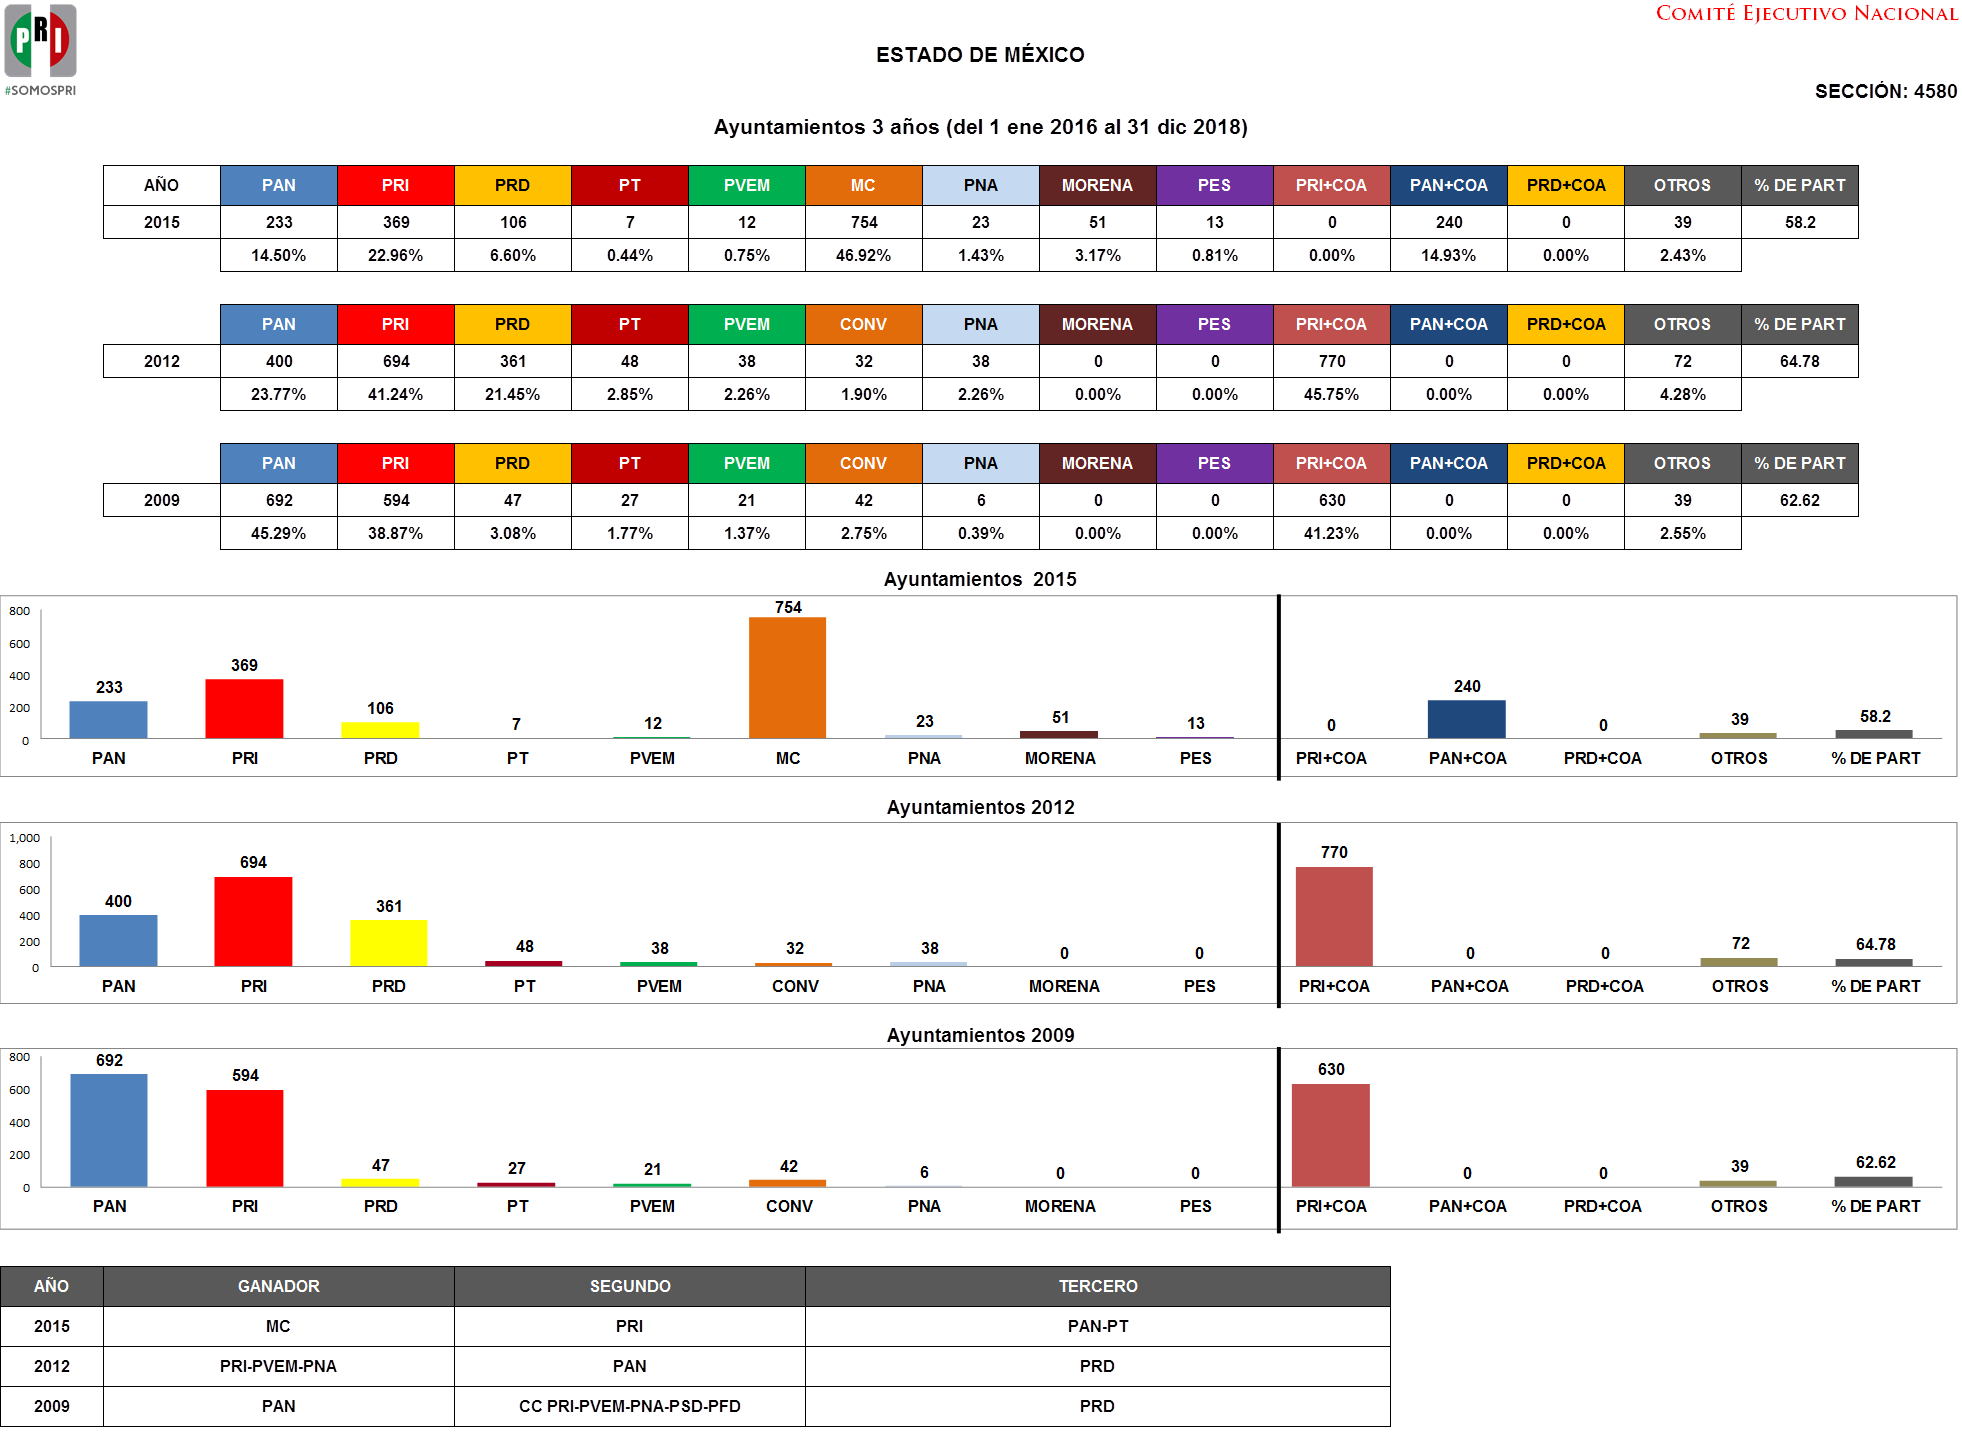 PRI
#SOMOSPRI
COMITÉ EJECUTIVO NACIONAL
ESTADO DE MÉXICO
SECCIÓN: 4580
Ayuntamientos 3 años (del 1 ene 2016 al 31 dic 2018)
AÑO PAN PRI PRD PT PVEM MC PNA MORENA PES PRI+COA PAN+COA PRD+COA OTROS % DE PART
2015 233 369 106 7 12 754 23 51 13 0 240 0 39 58.2
14.50% 22.96% 6.60% 0.44% 0.75% 46.92% 1.43% 3.17% 0.81% 0.00% 14.93% 0.00% 2.43%
PAN PRI PRD PT PVEM CONV PNA MORENA PES PRI+COA PAN+COA PRD+COA OTROS % DE PART
2012 400 694 361 48 38 32 38 0 0 770 0 0 72 64.78
23.77% 41.24% 21.45% 2.85% 2.26% 1.90% 2.26% 0.00% 0.00% 45.75% 0.00% 0.00% 4.28%
PAN PRI PRD PT PVEM CONV PNA MORENA PES PRI+COA PAN+COA PRD+COA OTROS % DE PART
2009 692 594 47 27 21 42 6 0 0 630 0 0 39 62.62
45.29% 38.87% 3.08% 1.77% 1.37% 2.75% 0.39% 0.00% 0.00% 41.23% 0.00% 0.00% 2.55%
Ayuntamientos 2015
800
600
400
200
0
233 369 106 7 12 754 23 51 13 0 240 0 39 58.2
PAN PRI PRD PT PVEM MC PNA MORENA PES PRI+COA PAN+COA PRD+COA OTROS % DE PART
Ayuntamientos 2012
1,000
800
600
400
200
0
400 694 361 48 38 32 38 0 0 770 0 0 72 64.78
PAN PRI PRD PT PVEM CONV PNA MORENA PES PRI+COA PAN+COA PRD+COA OTROS % DE PART
Ayuntamientos 2009
800
600
400
200
0
692 594 47 27 21 42 6 0 0 630 0 0 39 62.62
PAN PRI PRD PT PVEM CONV PNA MORENA PES PRI+COA PAN+COA PRD+COA OTROS % DE PART
AÑO GANADOR SEGUNDO TERCERO
2015 MC PRI PAN-PT
2012 PRI-PVEM-PNA PAN PRD
2009 PAN CC PRI-PVEM-PNA-PSD-PFD PRD